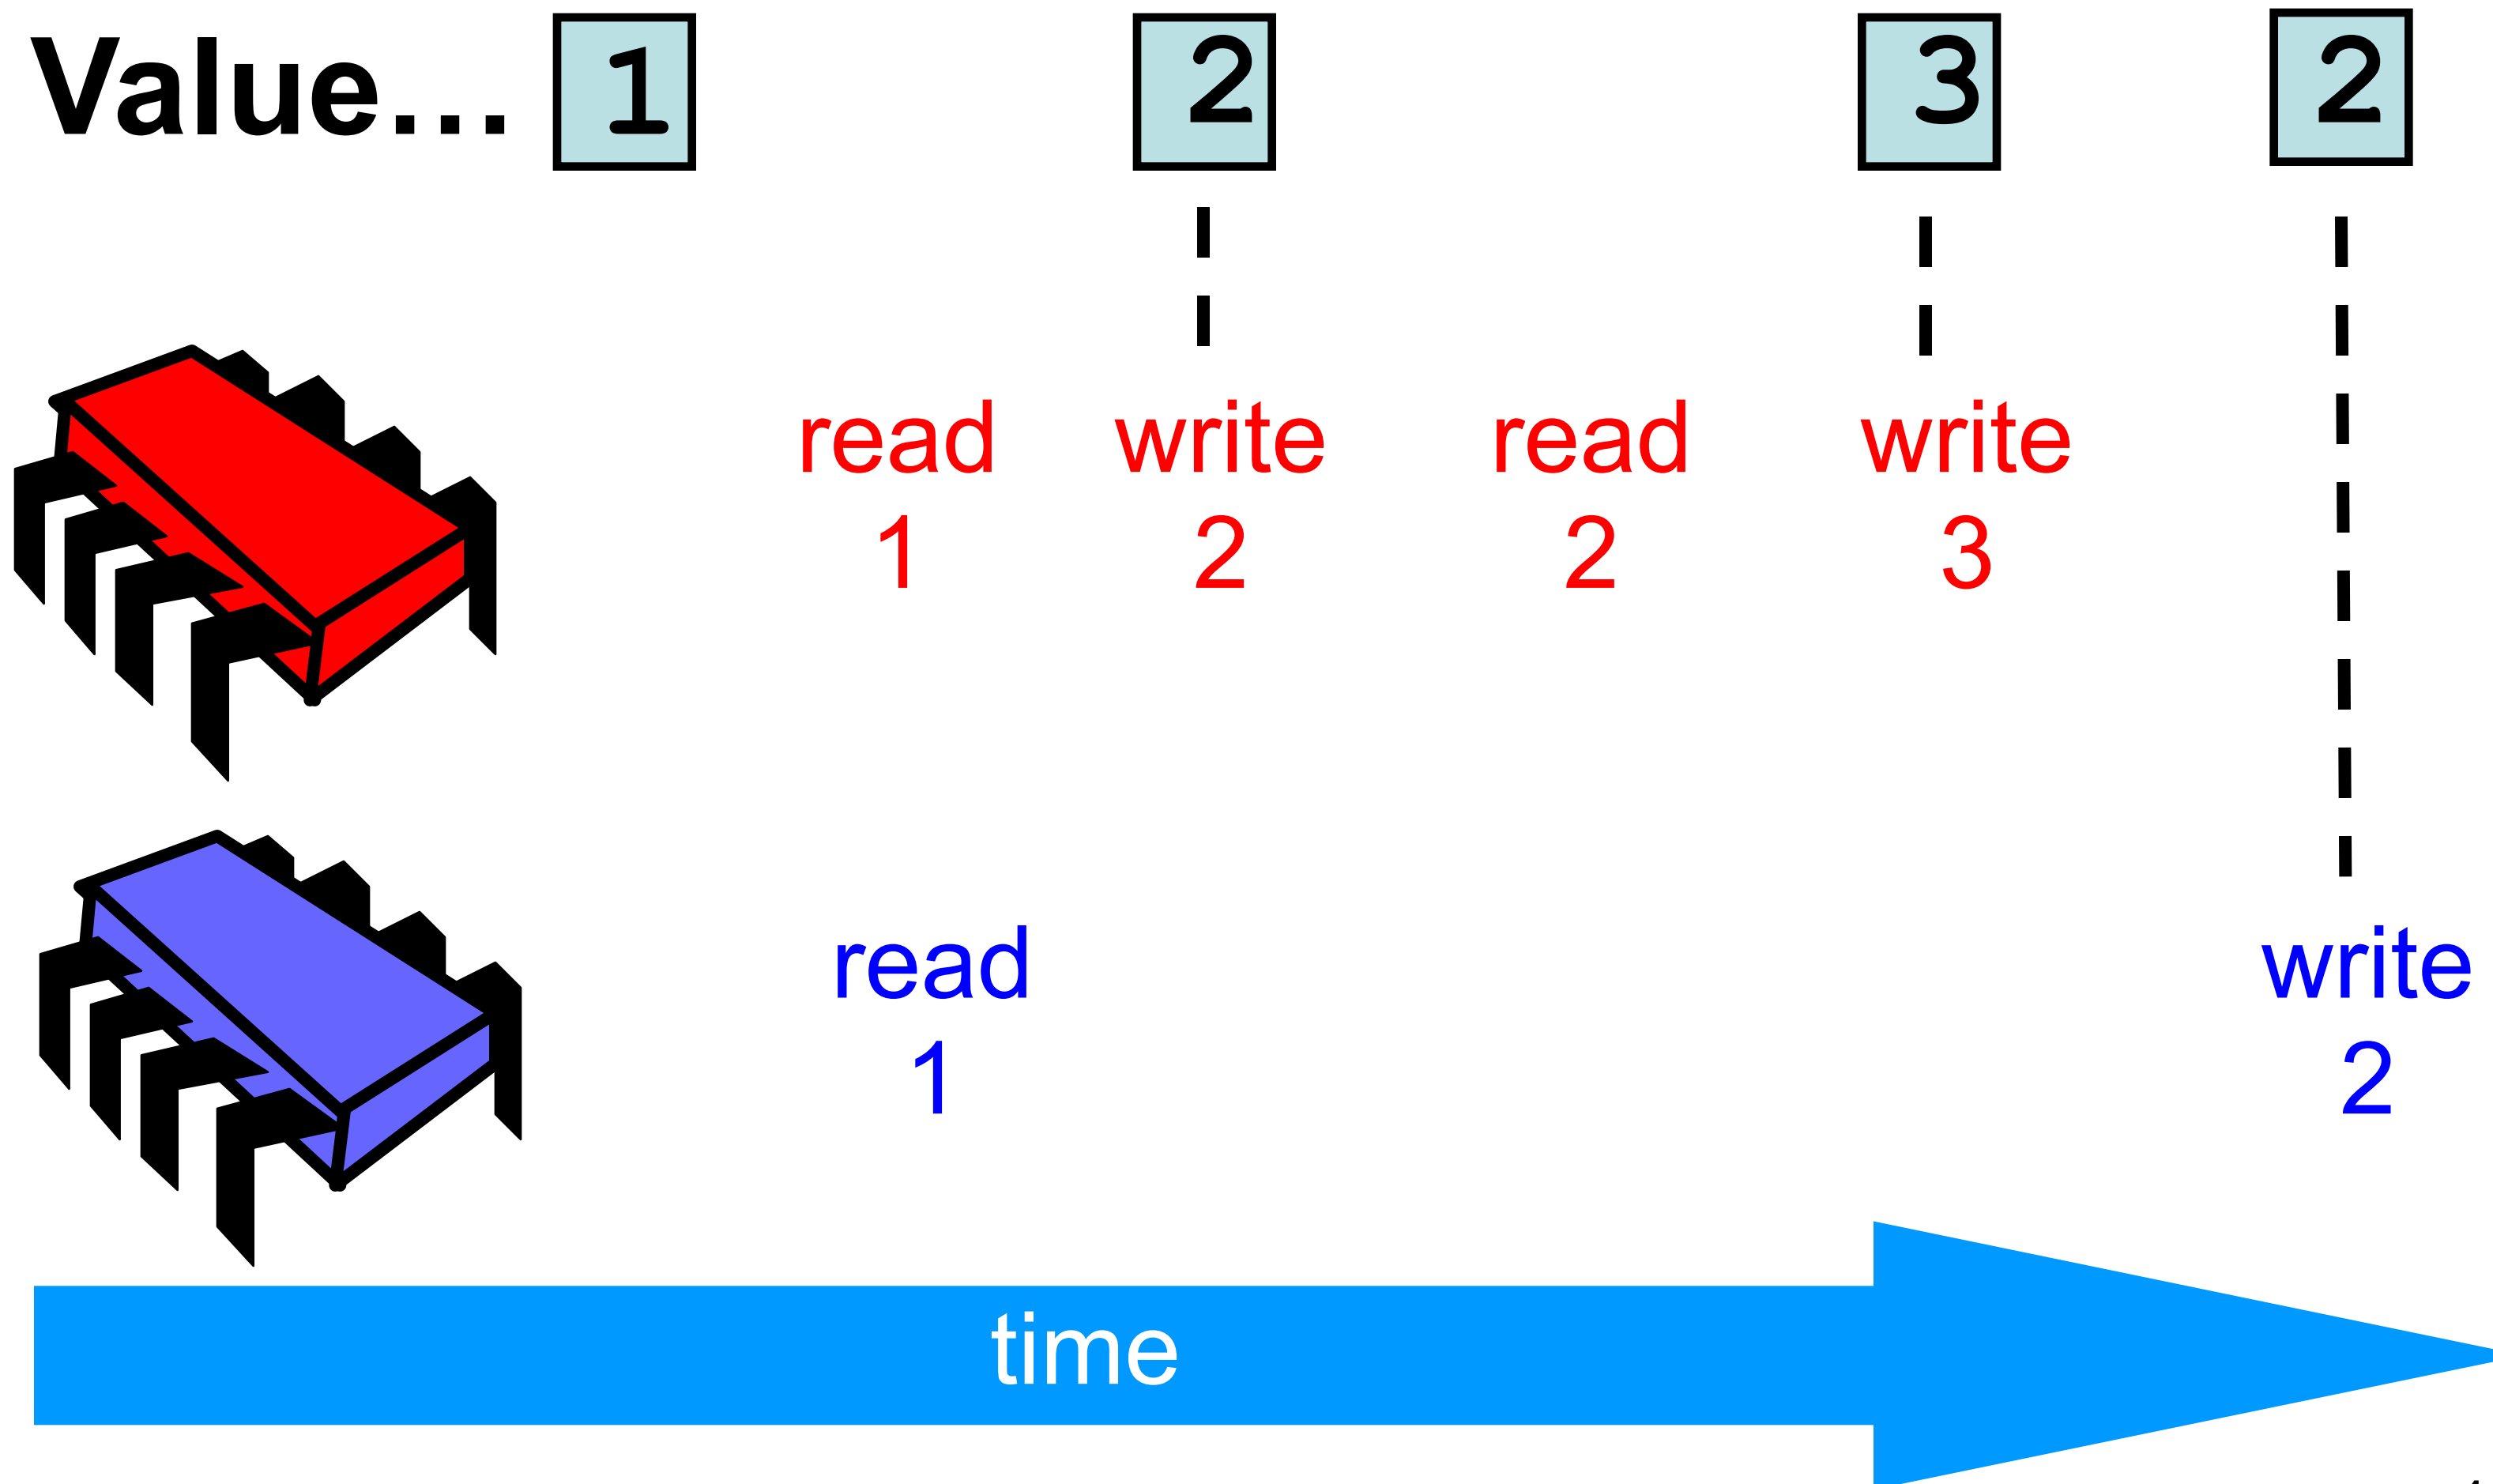 Value... 1 2 3 2
read write read write
1 2 2 3
read write
1 2
time